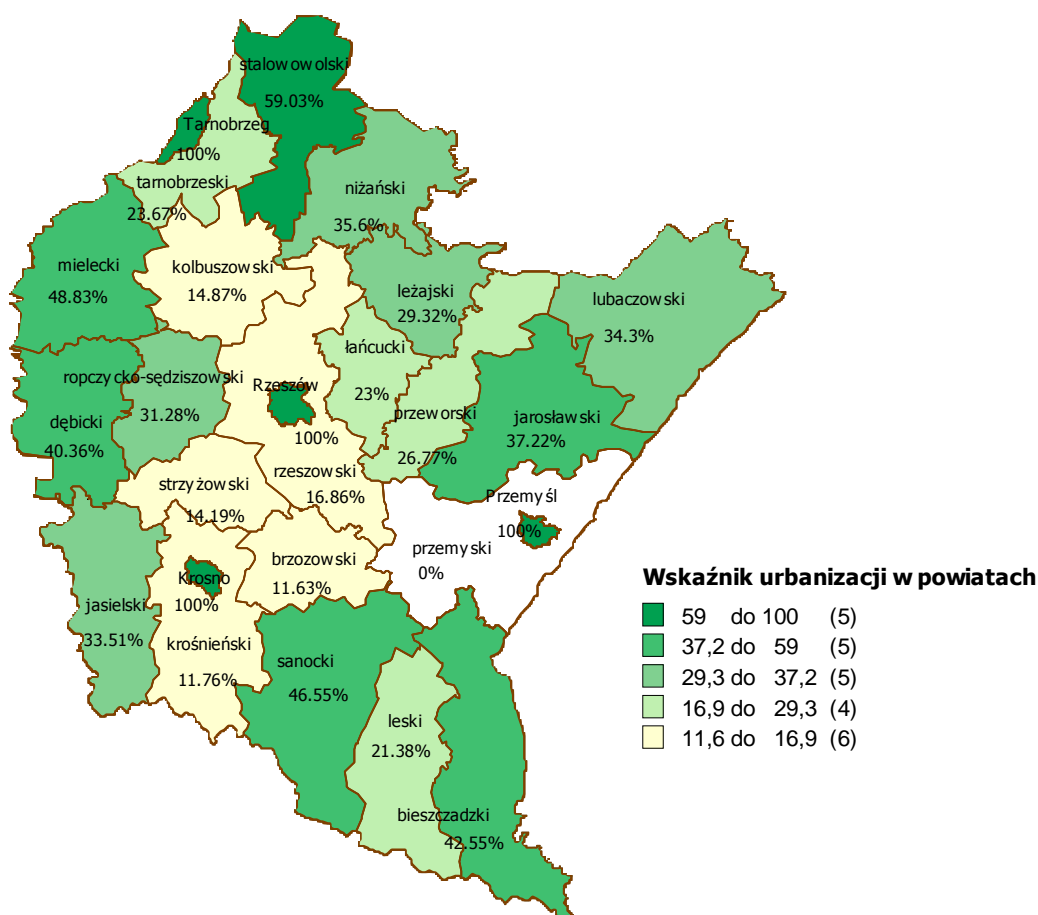 stalowowolski
59.03%
Tarnobrzeg
100%
tarnobrzeski
23.67%
niżański
35.6%
mielecki
48.83%
kolbuszowski
14.87%
leżajski
29.32%
lubaczowski
34.3%
łańcucki
23%
ropczycko-sędziszowski
31.28%
Rzeszów
100%
dębicki
40.36%
przeworski
26.77%
jarosławski
37.22%
rzeszowski
16.86%
strzyżowski
14.19%
Przemyśl
100%
przemyski
0%
brzozowski
11.63%
Krosno
100%
jasielski
33.51%
krośnieński
11.76%
sanocki
46.55%
leski
21.38%
bieszczadzki
42.55%
Wskaźnik urbanizacji w powiatach
59 do 100 (5)
37,2 do 59 (5)
29,3 do 37,2 (5)
16,9 do 29,3 (4)
11,6 do 16,9 (6)